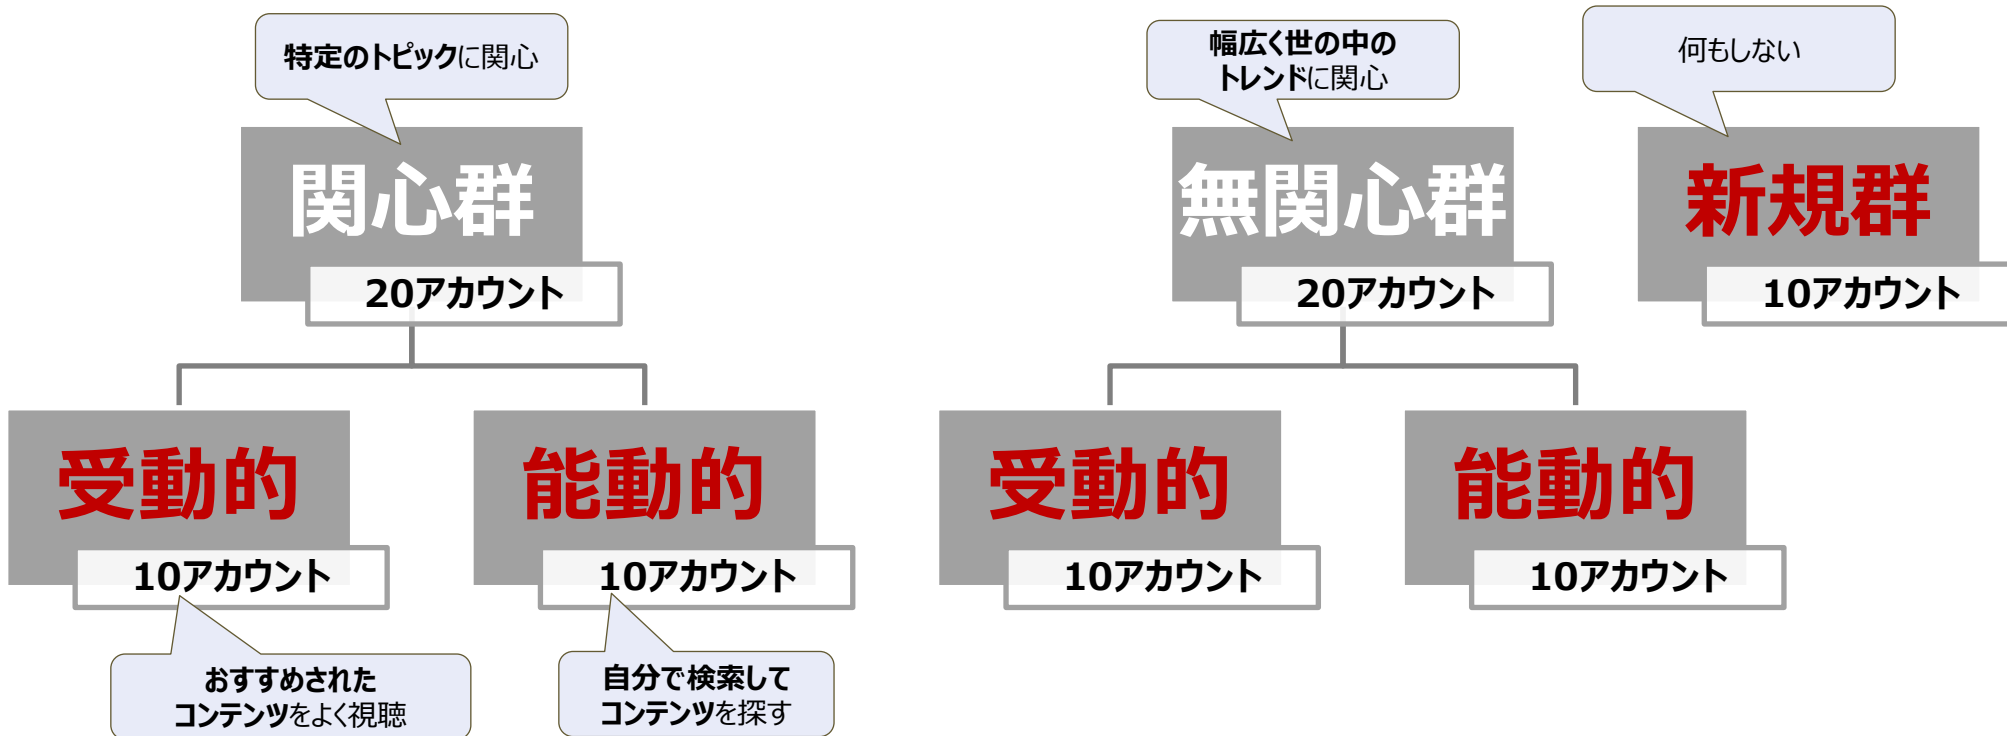 特定のトピックに関心
幅広く世の中の
トレンドに関心
何もしない
関心群
20アカウント
無関心群
20アカウント
新規群
10アカウント
受動的
10アカウント
能動的
10アカウント
受動的
10アカウント
能動的
10アカウント
おすすめされた
コンテンツをよく視聴
自分で検索して
コンテンツを探す